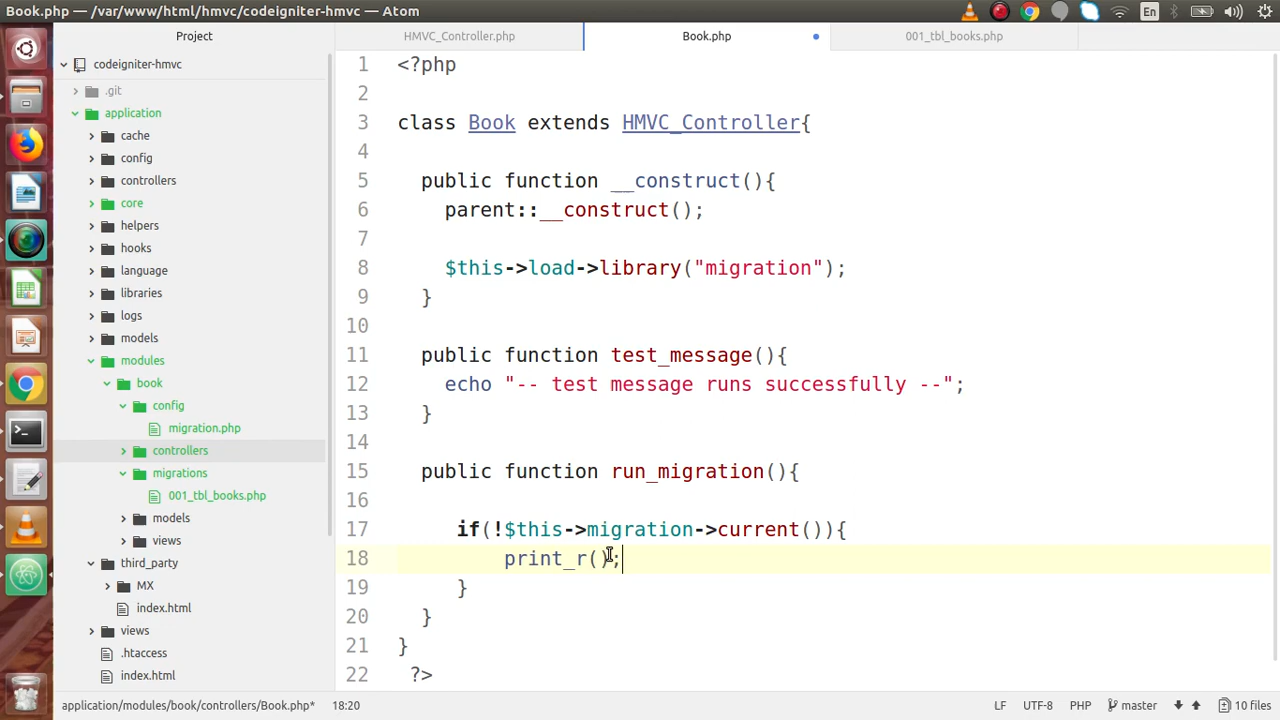 Book.php — /var/www/html/hmvc/codeigniter-hmvc — Atom
En
Project
HMVC_Controller.php
Book.php
001_tbl_books.php
codeigniter-hmvc
.git
application
cache
config
controllers
core
helpers
hooks
language
libraries
logs
models
modules
book
config
migration.php
controllers
migrations
001_tbl_books.php
models
views
third_party
MX
index.html
views
.htaccess
index.html
1 <?php
2
3 class Book extends HMVC_Controller{
4
5 public function __construct(){
6 parent::__construct();
7
8 $this->load->library("migration");
9 }
10
11 public function test_message(){
12 echo "-- test message runs successfully --";
13 }
14
15 public function run_migration(){
16
17 if(!$this->migration->current()){
18 print_r();
19 }
20 }
21 }
22 ?>
application/modules/book/controllers/Book.php* 18:20
LF UTF-8 PHP master 10 files